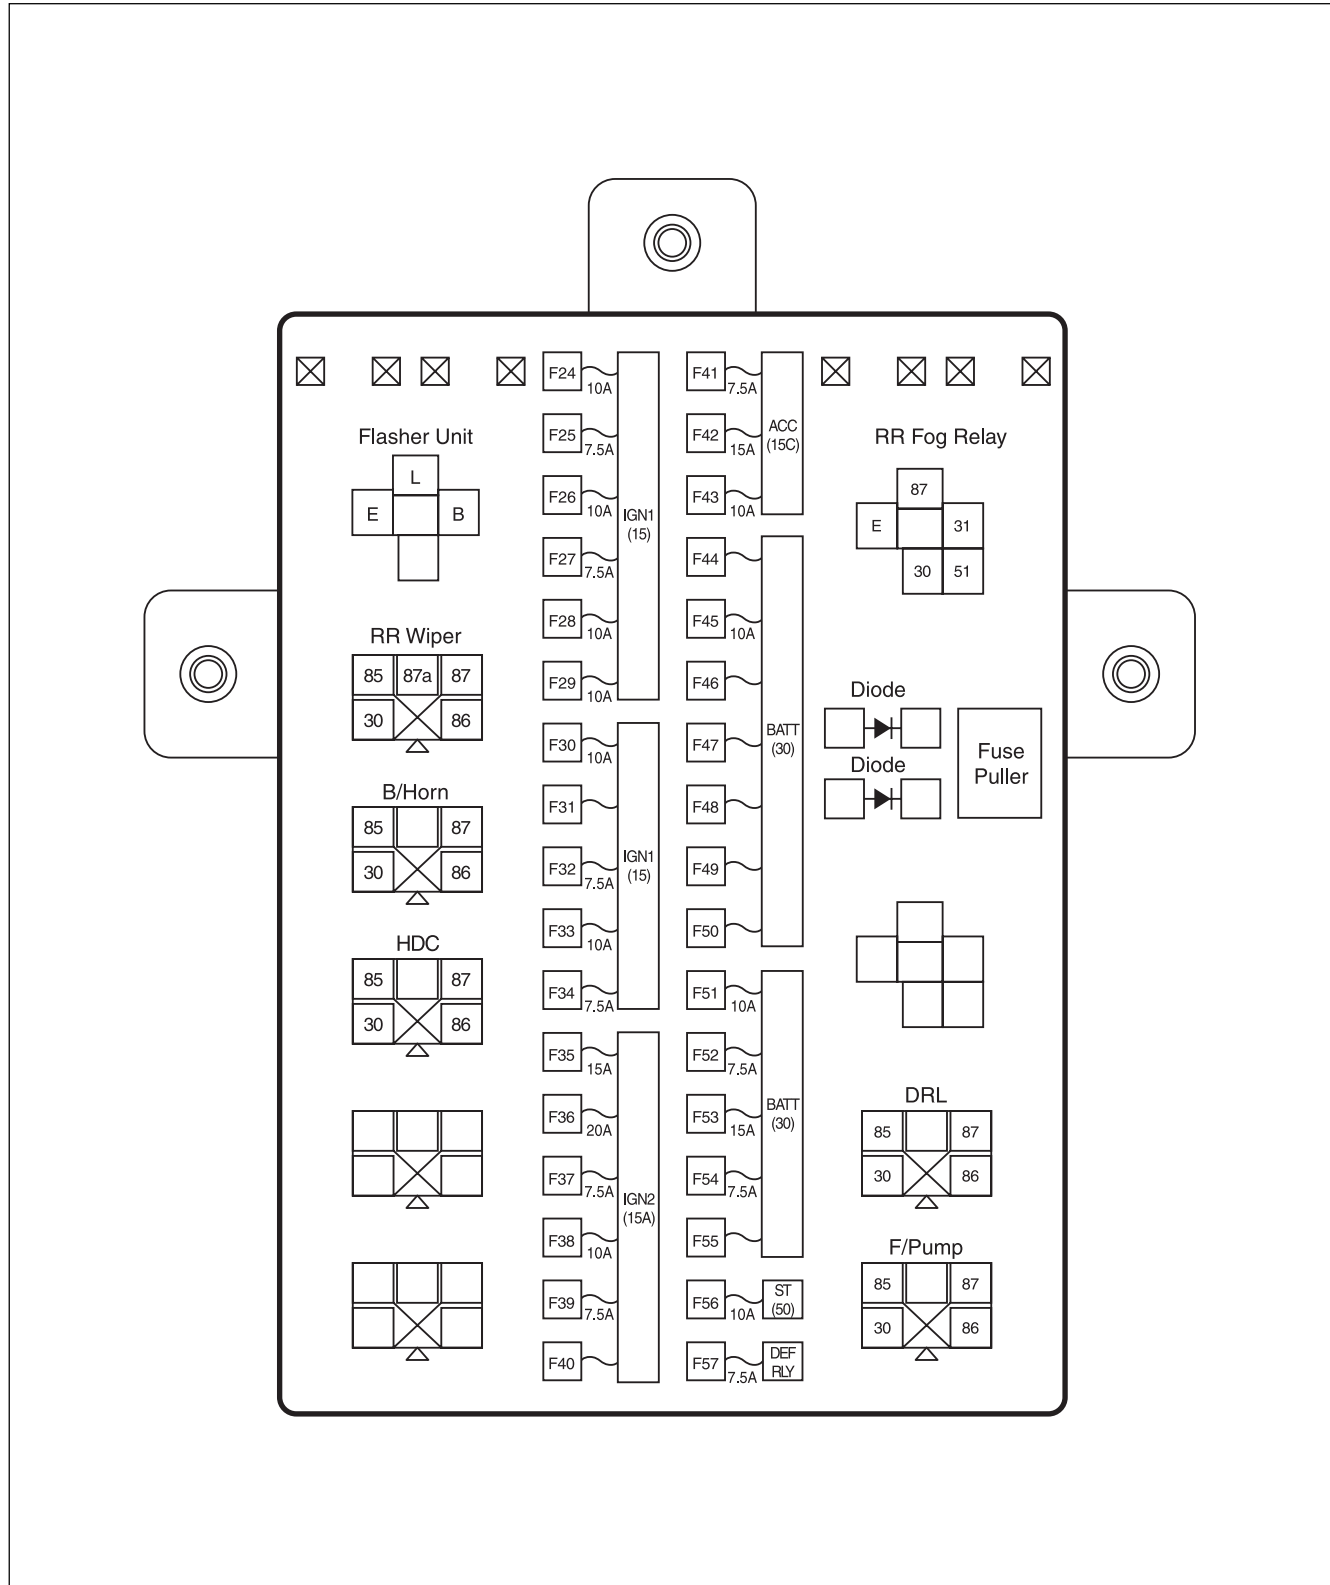 Flasher Unit
L
E
B
RR Wiper
85 87a 87
30 86
B/Horn
85 87
30 86
HDC
85 87
30 86
F24
10A
F25
7.5A
F26
10A
F27
7.5A
F28
10A
F29
10A
IGN1
(15)
F30
10A
F31
F32
7.5A
F33
10A
F34
7.5A
IGN1
(15)
F35
15A
F36
20A
F37
7.5A
F38
10A
F39
7.5A
F40
IGN2
(15A)
F41
7.5A
F42
15A
F43
10A
ACC
(15C)
F44
F45
10A
F46
F47
F48
F49
F50
BATT
(30)
F51
10A
F52
7.5A
F53
15A
F54
7.5A
F55
BATT
(30)
F56
10A
ST
(50)
F57
7.5A
DEF
RLY
RR Fog Relay
87
E 31
30 51
Diode
Diode
Fuse
Puller
DRL
85 87
30 86
F/Pump
85 87
30 86